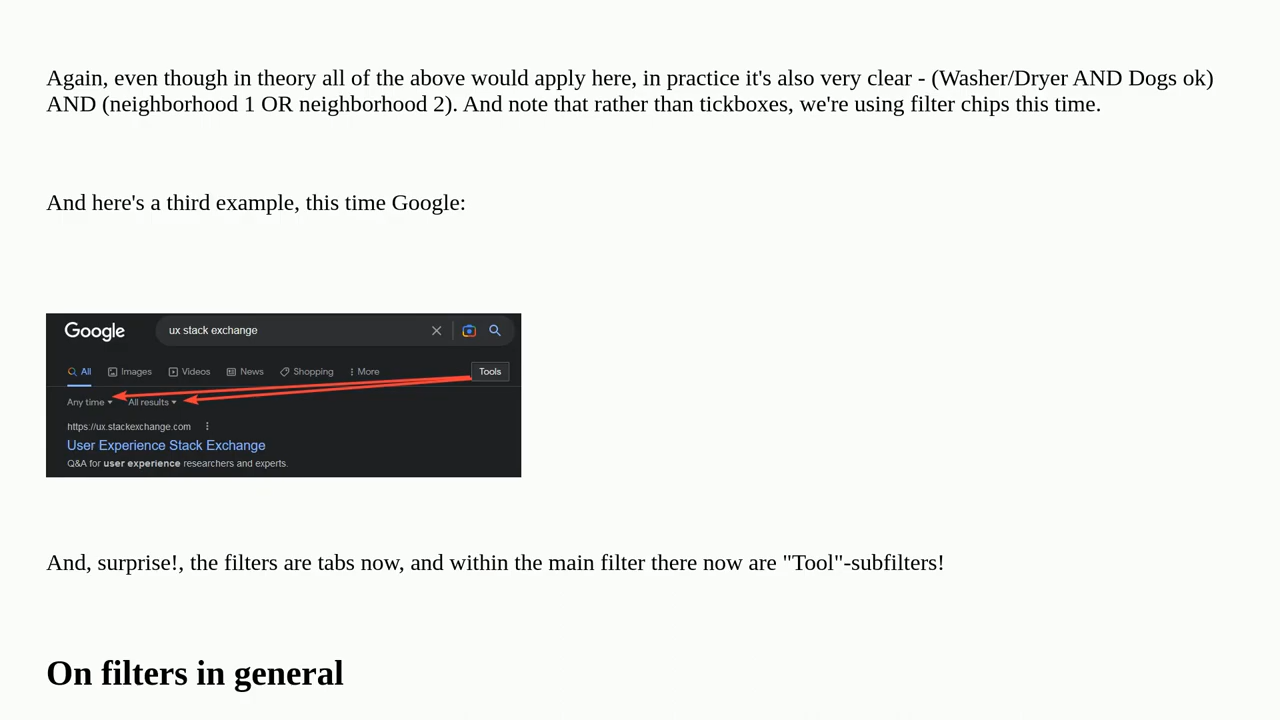 Again, even though in theory all of the above would apply here, in practice it's also very clear - (Washer/Dryer AND Dogs ok)
AND (neighborhood 1 OR neighborhood 2). And note that rather than tickboxes, we're using filter chips this time.
And here's a third example, this time Google:
Google ux stack exchange
All Images Videos News Shopping More Tools
Any time All results
https://ux.stackexchange.com
User Experience Stack Exchange
Q&A for user experience researchers and experts.
And, surprise!, the filters are tabs now, and within the main filter there now are "Tool"-subfilters!
On filters in general